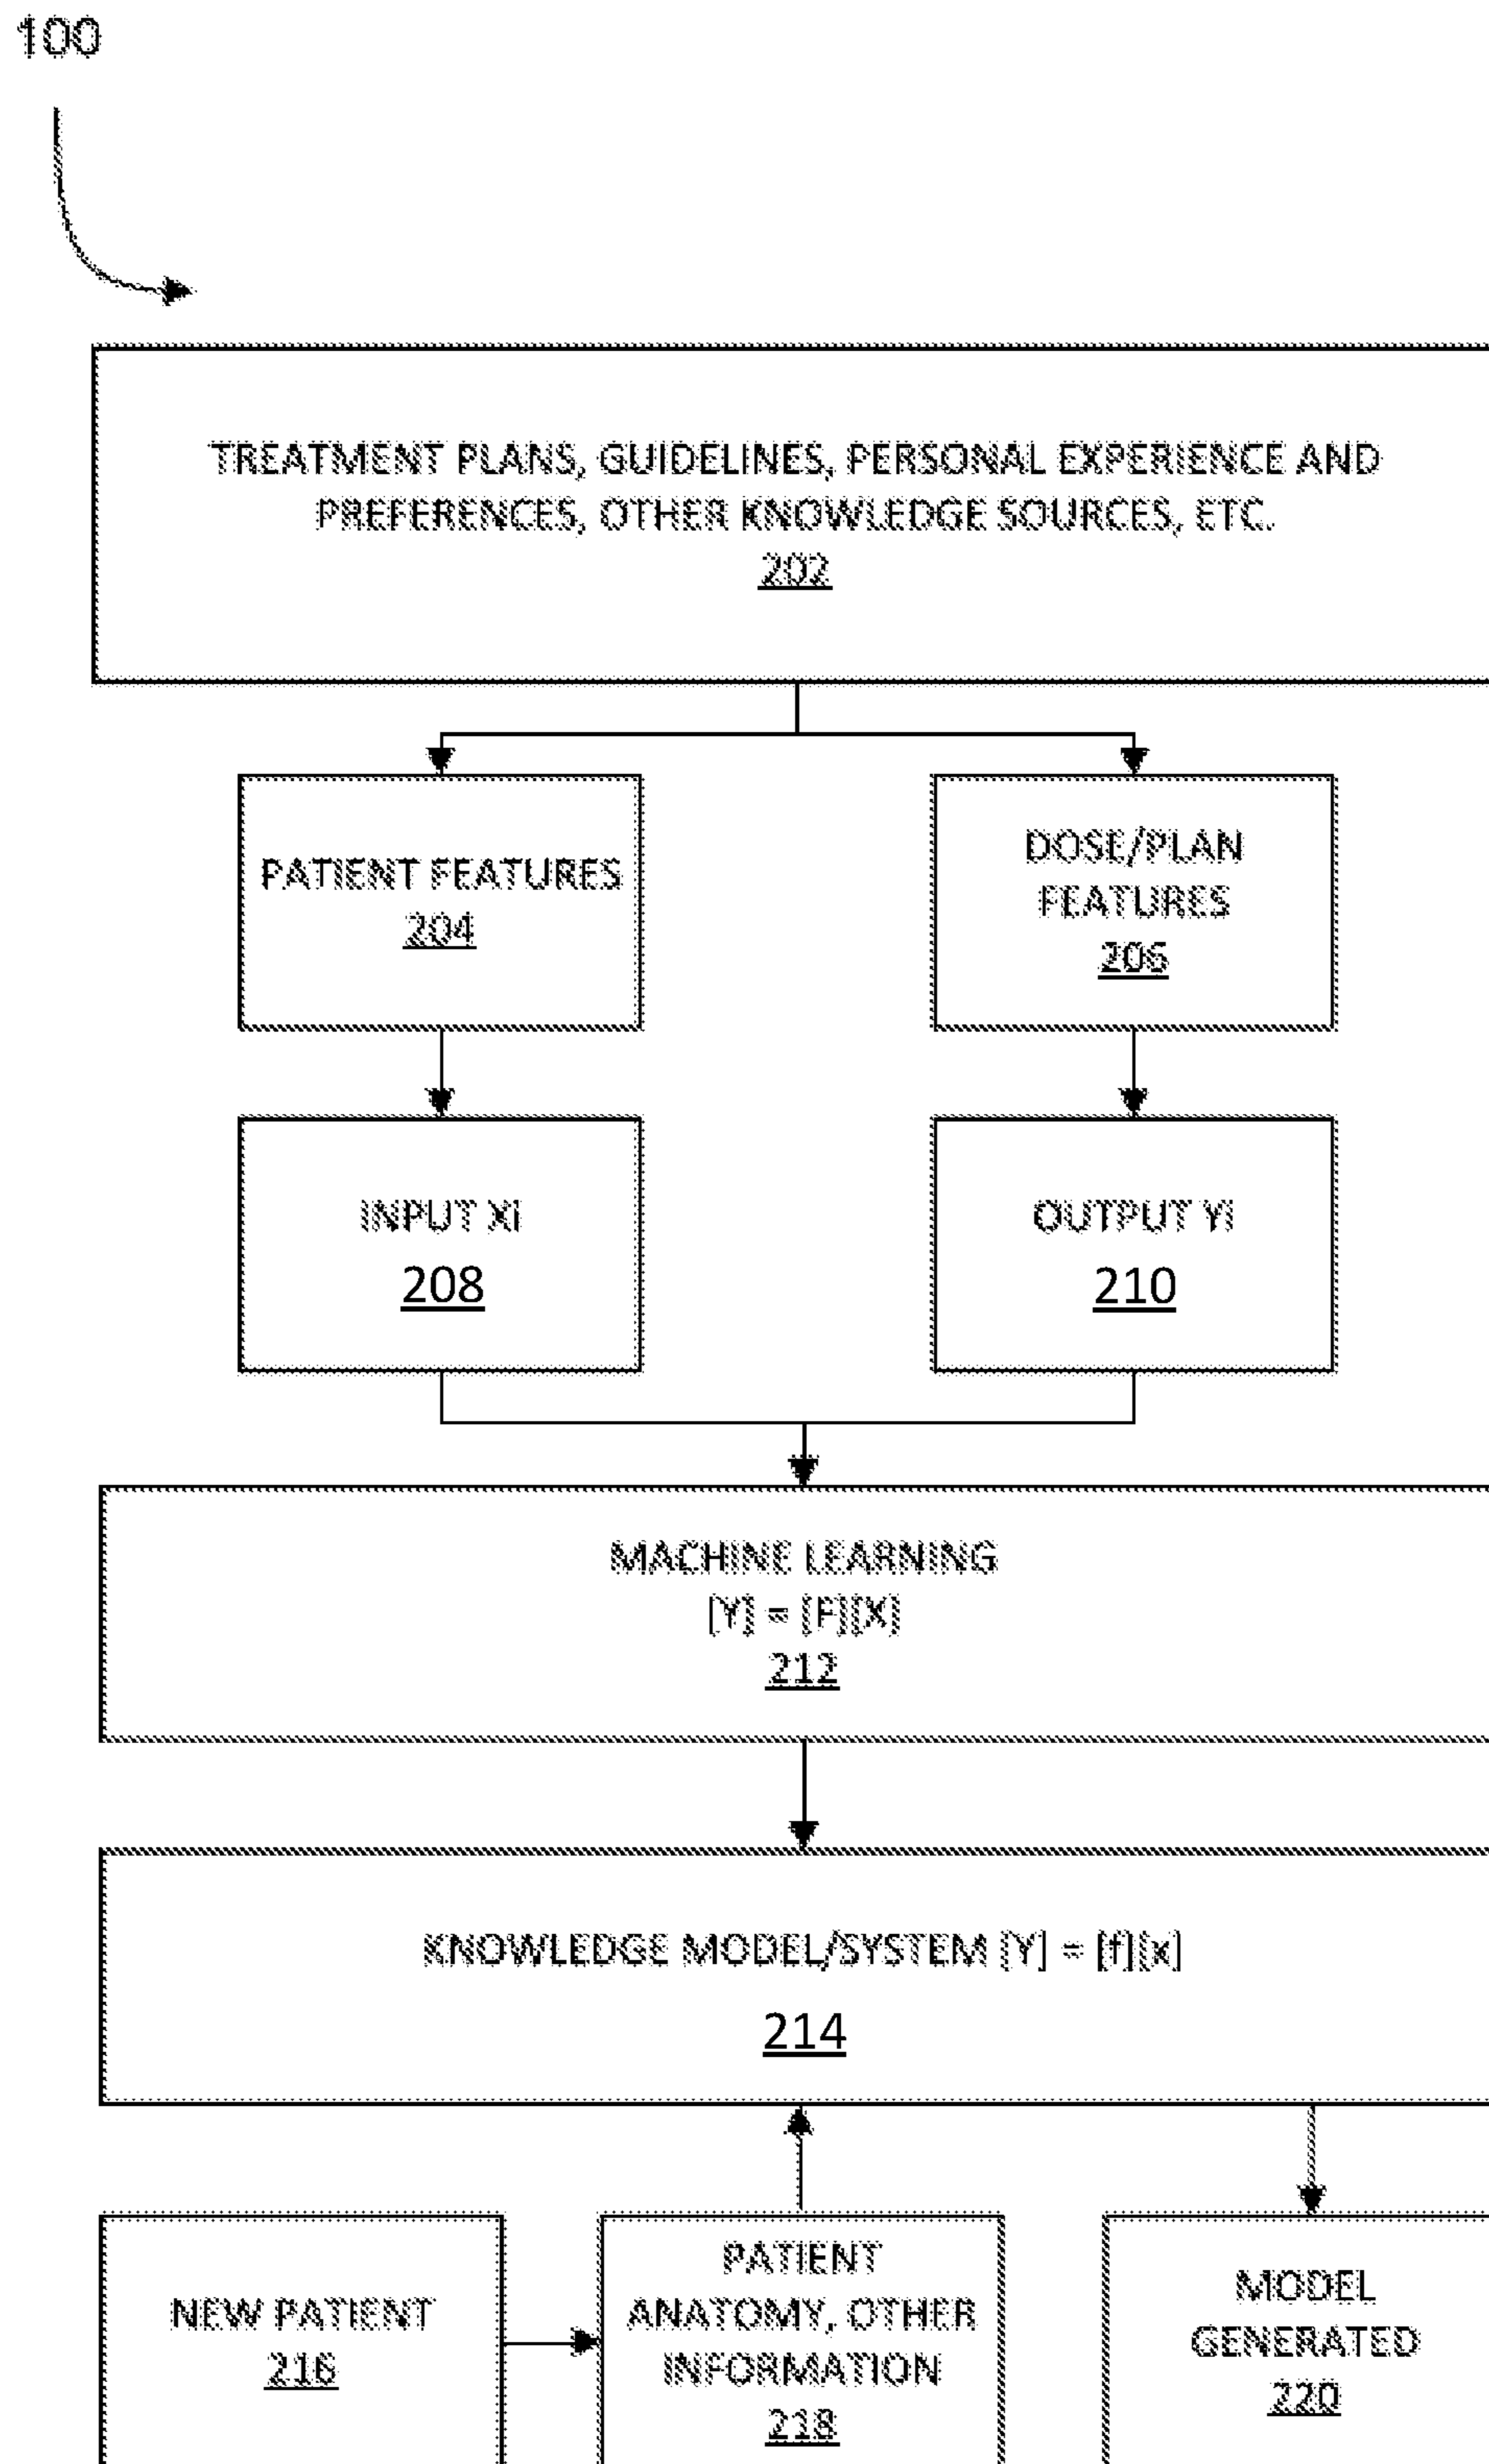 100
TREATMENT PLANS, GUIDELINES, PERSONAL EXPERIENCE AND
PREFERENCES, OTHER KNOWLEDGE SOURCES, ETC.
202
PATIENT FEATURES
204
DOSE/PLAN
FEATURES
206
INPUT XI
208
OUTPUT YI
210
MACHINE LEARNING
[Y] = [F][X]
212
KNOWLEDGE MODEL/SYSTEM [Y] = [f][x]
214
NEW PATIENT
216
PATIENT
ANATOMY, OTHER
INFORMATION
218
MODEL
GENERATED
220